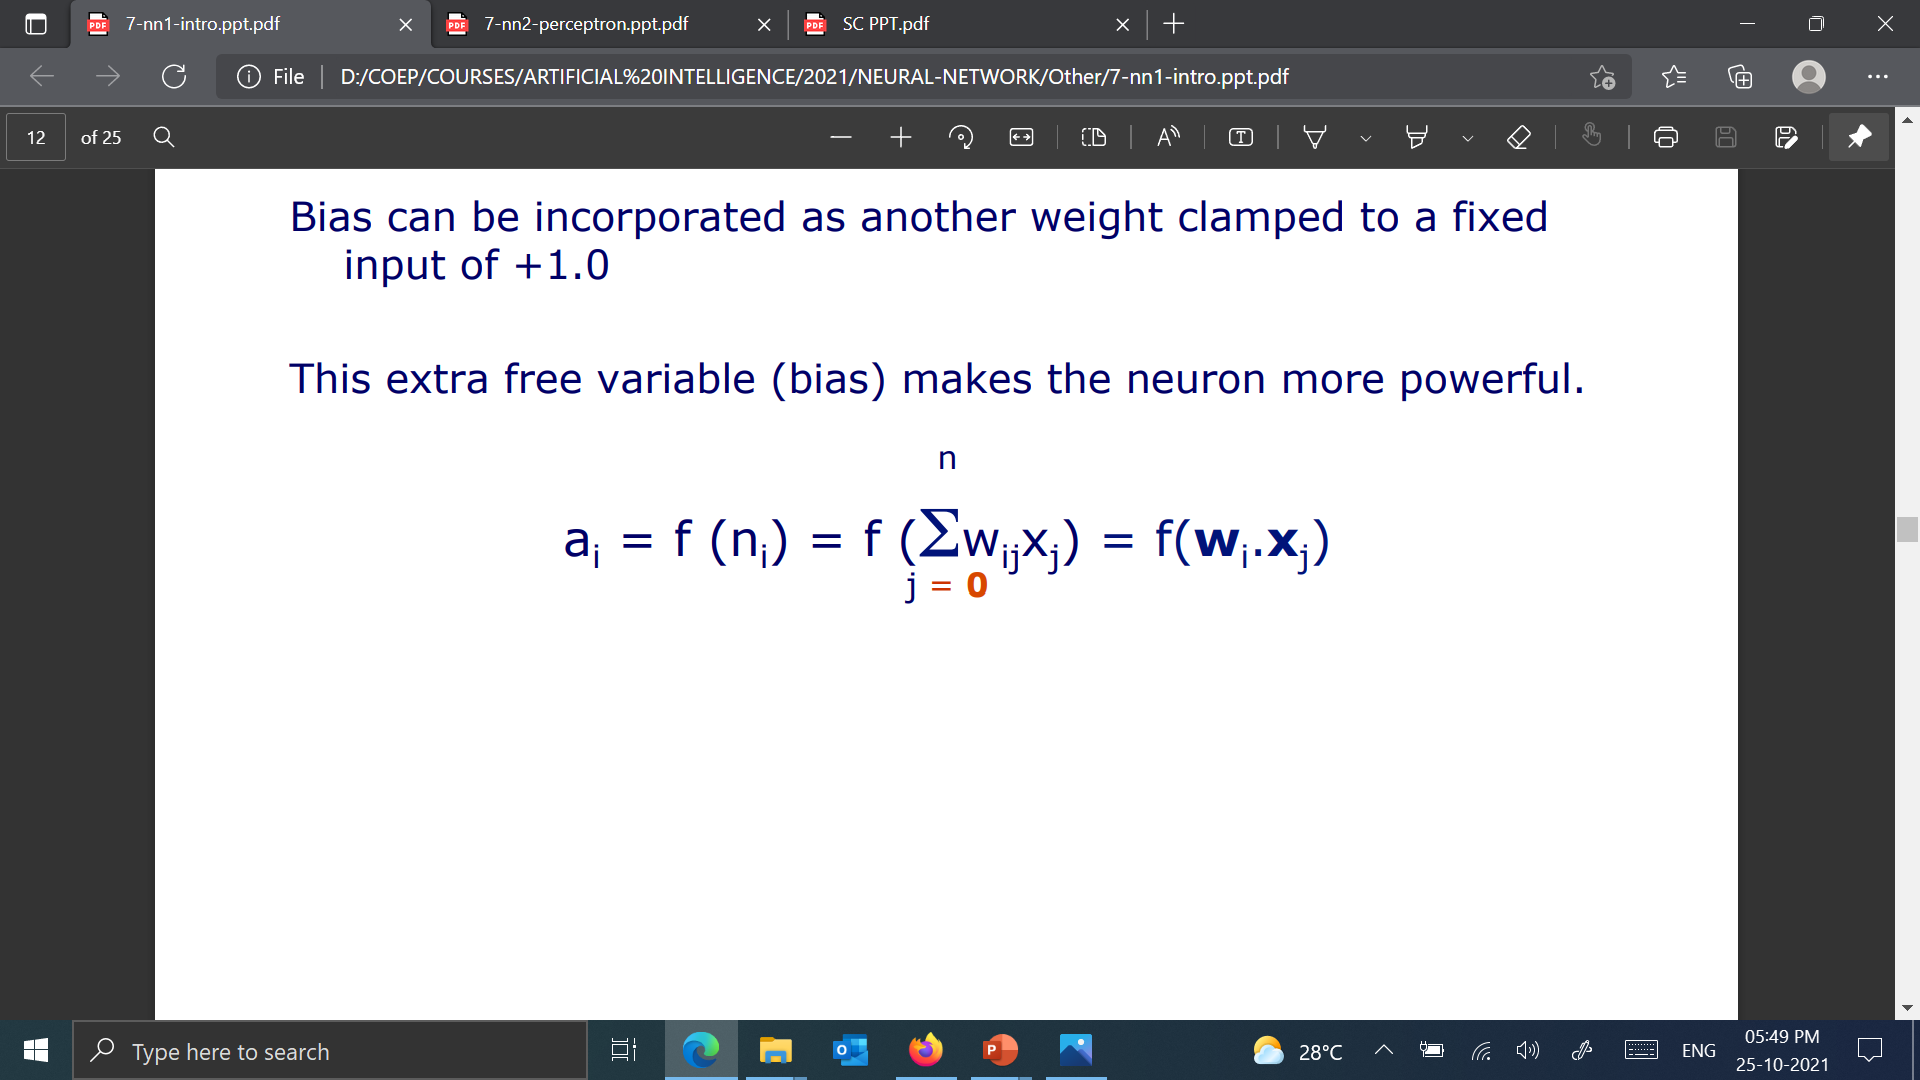 7-nn1-intro.ppt.pdf
7-nn2-perceptron.ppt.pdf
SC PPT.pdf
File
D:/COEP/COURSES/ARTIFICIAL%20INTELLIGENCE/2021/NEURAL-NETWORK/Other/7-nn1-intro.ppt.pdf
12 of 25
Bias can be incorporated as another weight clamped to a fixed
input of +1.0
This extra free variable (bias) makes the neuron more powerful.
n
aᵢ = f (nᵢ) = f (Σwᵢⱼxⱼ) = f(wᵢ.xⱼ)
j = 0
Type here to search
28°C
ENG
05:49 PM
25-10-2021